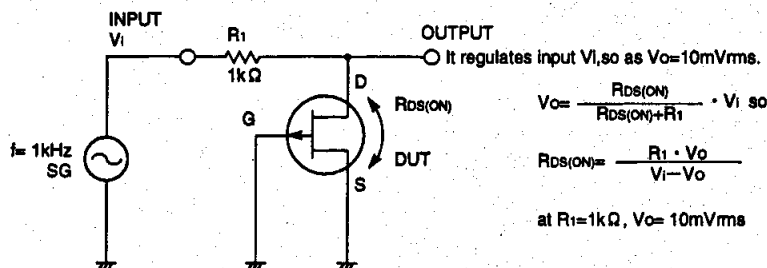 INPUT
Vi
R1
1kΩ
OUTPUT
It regulates input Vi,so as Vo=10mVrms.
D
RDS(ON)
G
DUT
S
f= 1kHz
SG
Vo= RDS(ON) / RDS(ON)+R1 · Vi so
RDS(ON)= R1 · Vo / Vi−Vo
at R1=1kΩ, Vo= 10mVrms